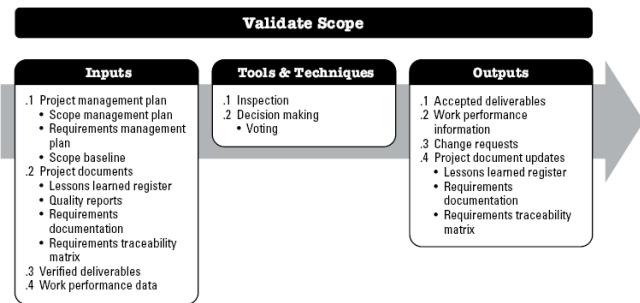 Validate Scope
Inputs
.1 Project management plan
• Scope management plan
• Requirements management
plan
• Scope baseline
.2 Project documents
• Lessons learned register
• Quality reports
• Requirements
documentation
• Requirements traceability
matrix
.3 Verified deliverables
.4 Work performance data
Tools & Techniques
.1 Inspection
.2 Decision making
• Voting
Outputs
.1 Accepted deliverables
.2 Work performance
information
.3 Change requests
.4 Project document updates
• Lessons learned register
• Requirements
documentation
• Requirements traceability
matrix